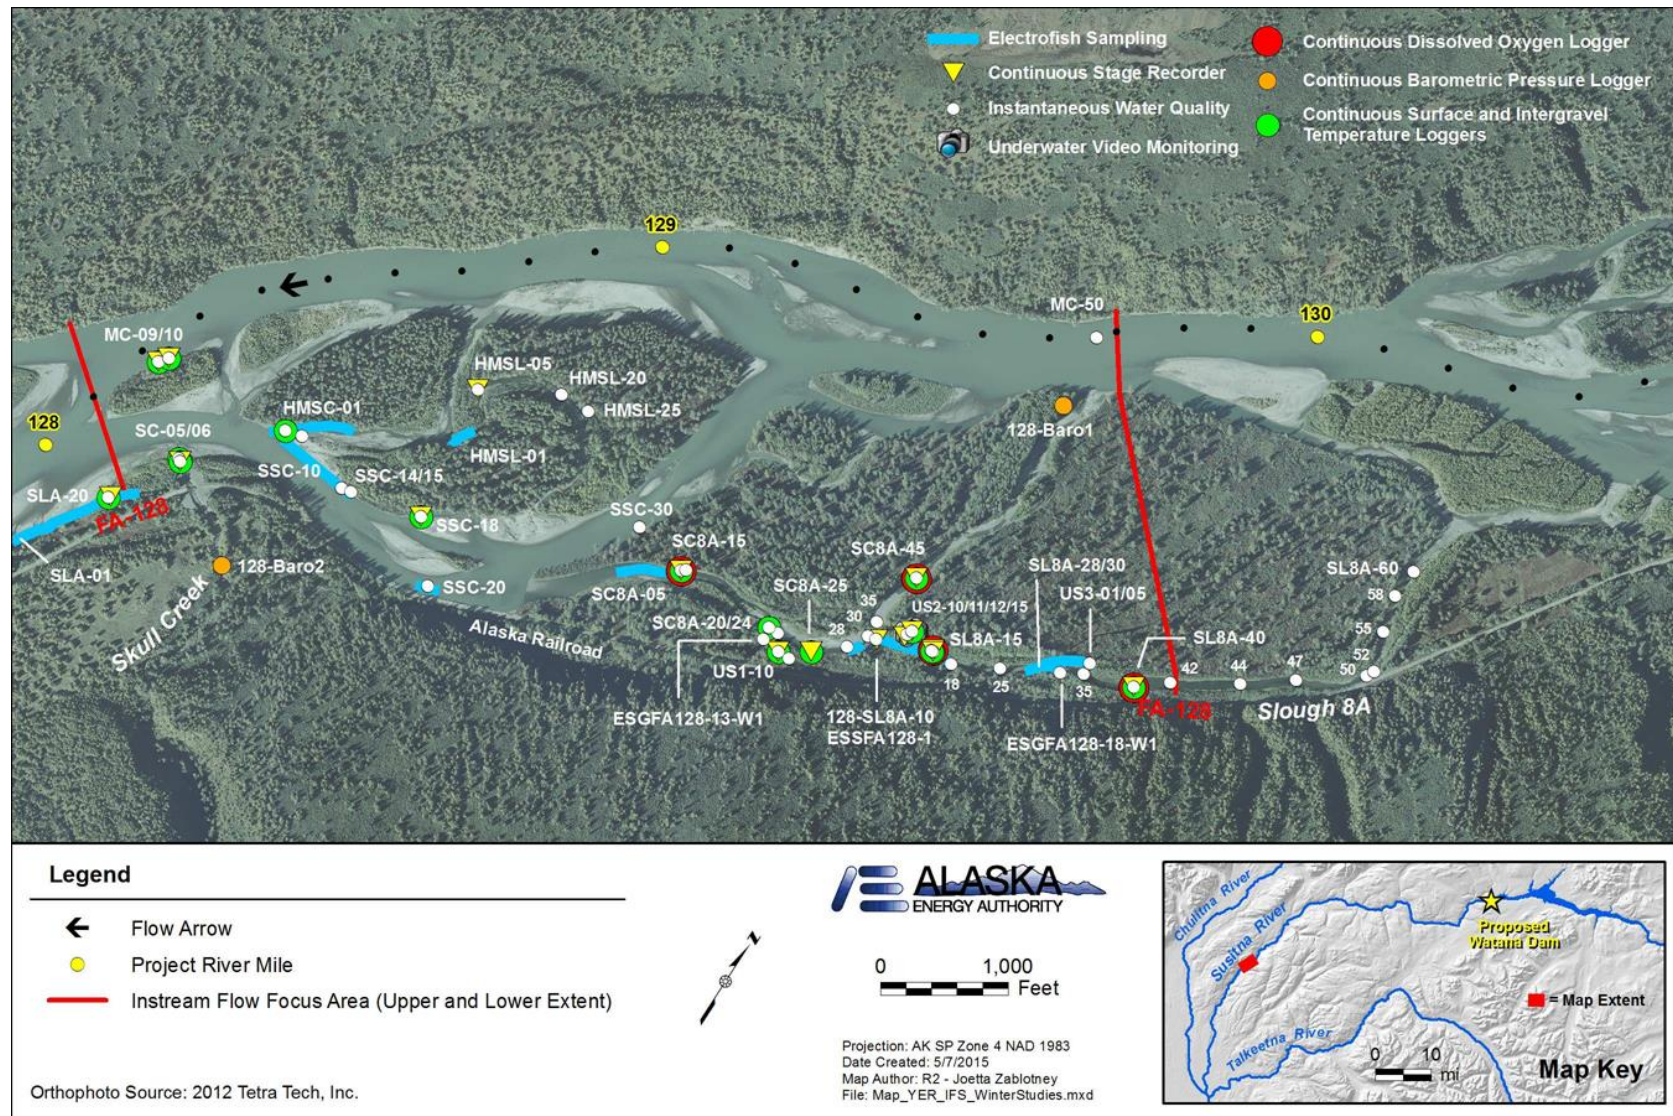 Electrofish Sampling
Continuous Stage Recorder
Instantaneous Water Quality
Underwater Video Monitoring
Continuous Dissolved Oxygen Logger
Continuous Barometric Pressure Logger
Continuous Surface and Intergravel
Temperature Loggers
129
MC-50
130
MC-09/10
HMSL-05
HMSL-20
HMSL-25
HMSC-01
128
SC-05/06
128-Baro1
HMSL-01
SSC-10
SSC-14/15
SLA-20
FA-128
SSC-18
SSC-30
SC8A-15
SC8A-45
SLA-01
128-Baro2
SSC-20
SC8A-05
SC8A-25
SL8A-28/30
US3-01/05
SL8A-60
58
Skull Creek
Alaska Railroad
SC8A-20/24
35
30
28
US2-10/11/12/15
SL8A-15
SL8A-40
55
52
50
US1-10
18
25
35
42
44
47
FA-128
Slough 8A
ESGFA128-13-W1
128-SL8A-10
ESSFA128-1
ESGFA128-18-W1
Legend
Flow Arrow
Project River Mile
Instream Flow Focus Area (Upper and Lower Extent)
Orthophoto Source: 2012 Tetra Tech, Inc.
N
ALASKA
ENERGY AUTHORITY
0 1,000
Feet
Projection: AK SP Zone 4 NAD 1983
Date Created: 5/7/2015
Map Author: R2 - Joetta Zablotney
File: Map_YER_IFS_WinterStudies.mxd
Chulitna River
Susitna River
Proposed
Watana Dam
= Map Extent
Talkeetna River
0 10
mi
Map Key